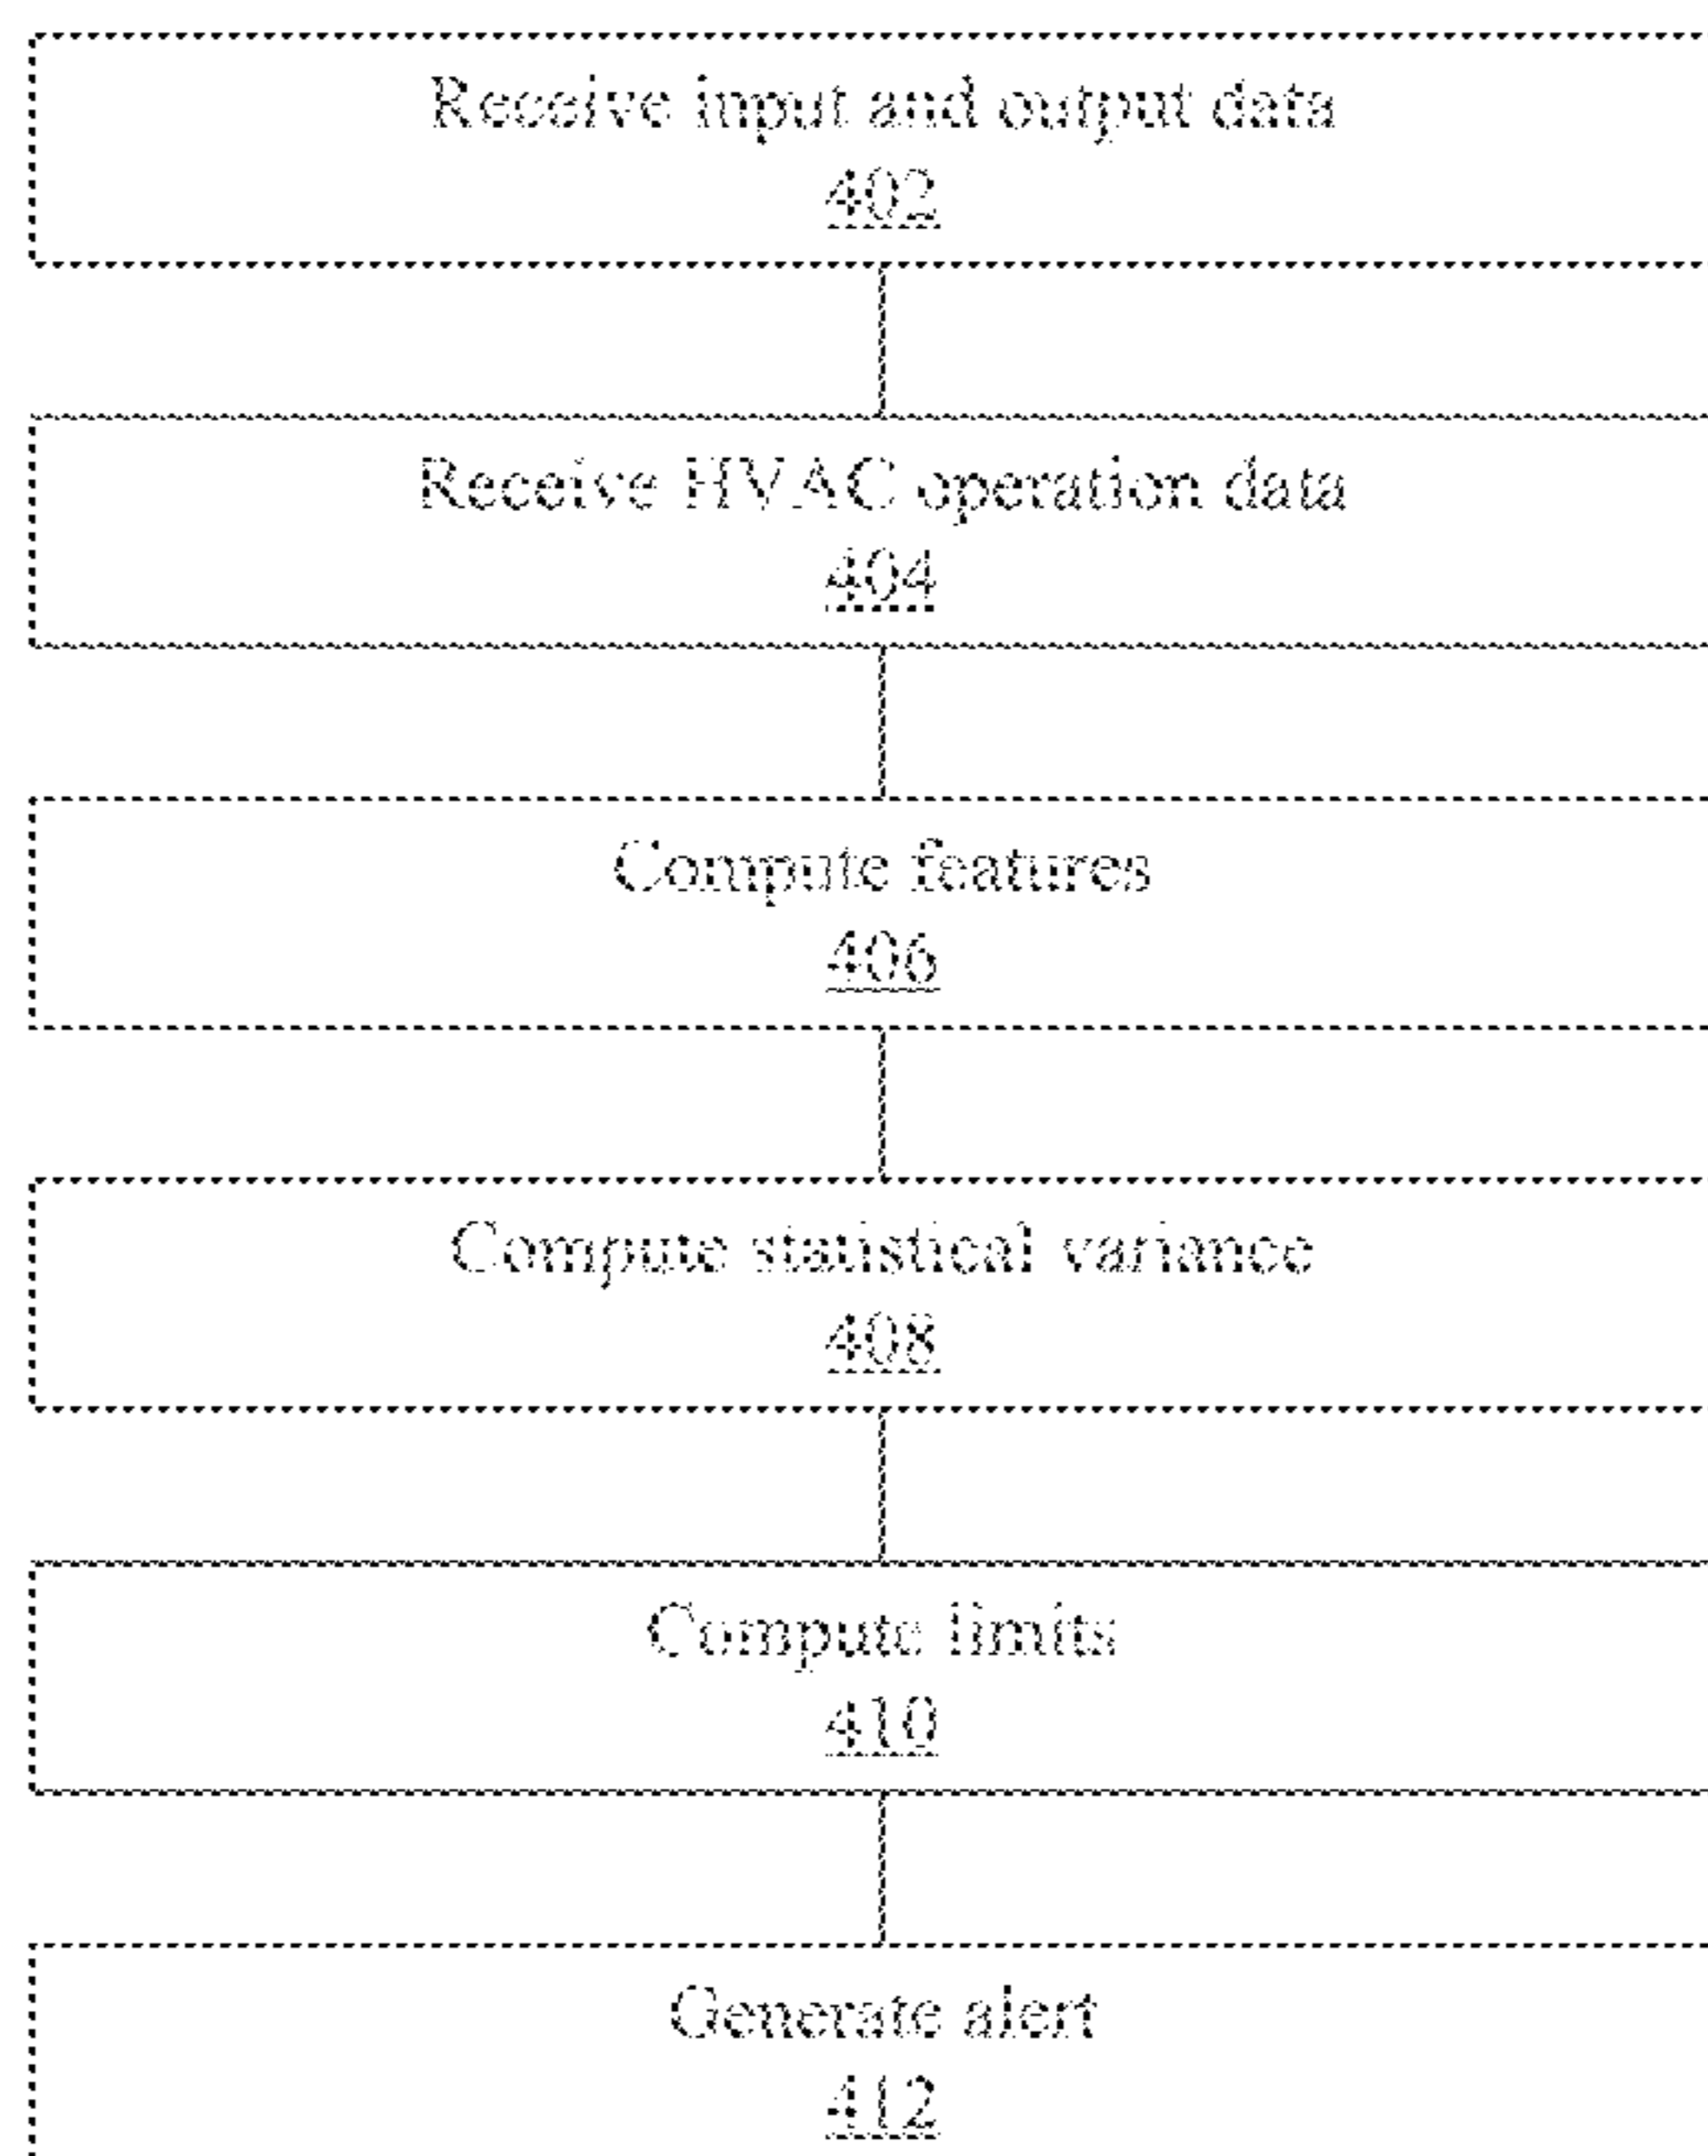 Receive input and output data
402
Receive HVAC operation data
404
Compute features
406
Compute statistical variance
408
Compute limits
410
Generate alert
412